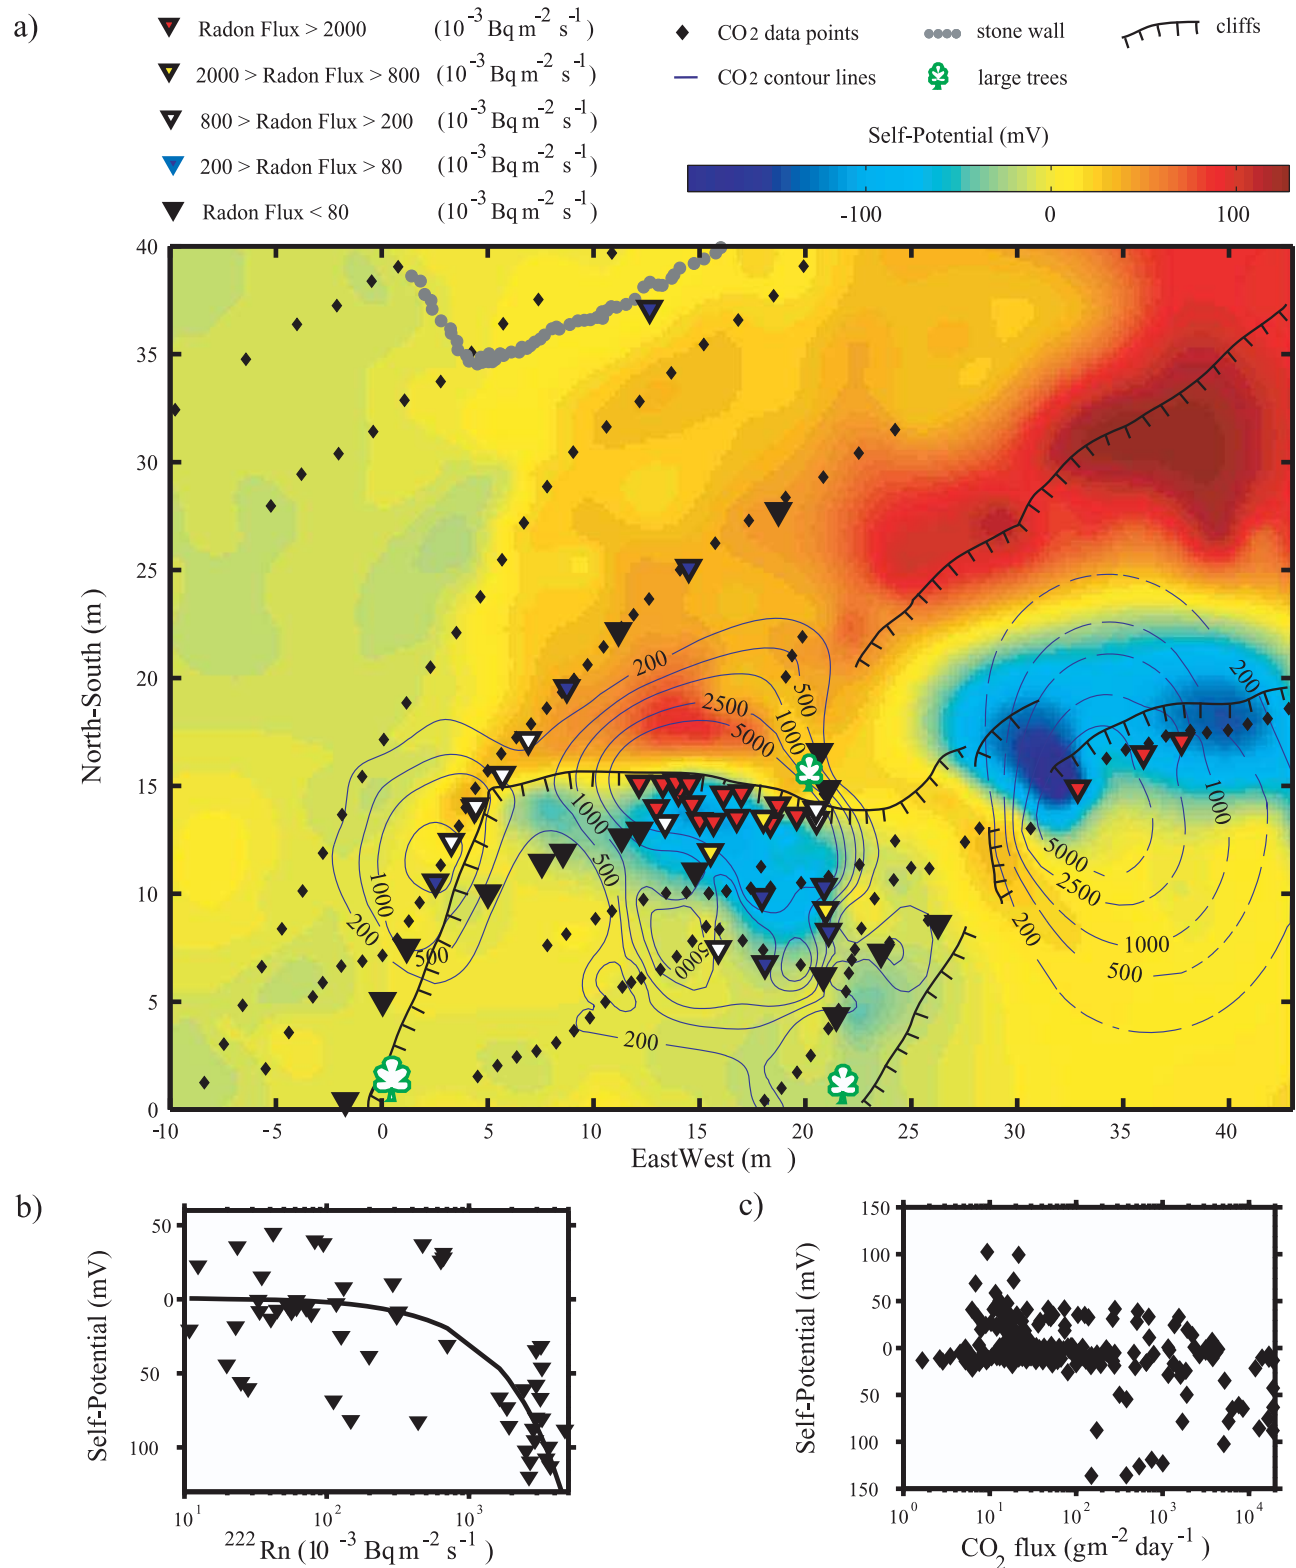 a)
Radon Flux > 2000 (10-3 Bq m-2 s-1)
2000 > Radon Flux > 800 (10-3 Bq m-2 s-1)
800 > Radon Flux > 200 (10-3 Bq m-2 s-1)
200 > Radon Flux > 80 (10-3 Bq m-2 s-1)
Radon Flux < 80 (10-3 Bq m-2 s-1)
CO2 data points
CO2 contour lines
stone wall
large trees
cliffs
Self-Potential (mV)
-100 0 100
North-South (m)
40
35
30
25
20
15
10
5
0
200
2500
5000
500
1000
1000
500
200
1000
200
500
5000
200
200
1000
5000
2500
200
1000
500
-10 -5 0 5 10 15 20 25 30 35 40
EastWest (m )
b)
Self-Potential (mV)
50
0
50
100
10^1 10^2 10^3
222Rn (10-3 Bq m-2 s-1)
c)
Self-Potential (mV)
150
100
50
0
50
100
150
10^0 10^1 10^2 10^3 10^4
CO2 flux (gm-2 day-1)